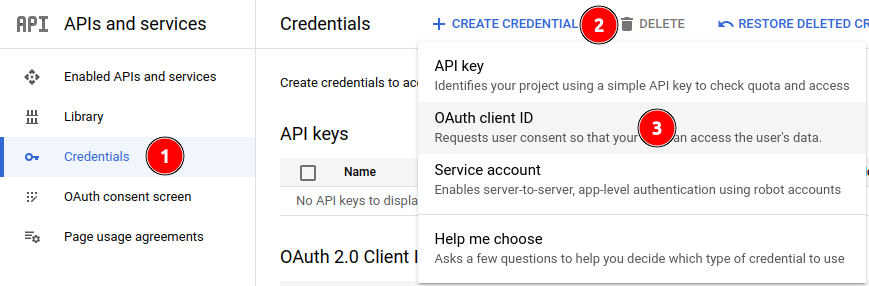 API APIs and services
Credentials
CREATE CREDENTIAL
2
DELETE
RESTORE DELETED
Enabled APIs and services
Library
Credentials
1
OAuth consent screen
Page usage agreements
Create credentials to
API keys
Name
No API keys to
OAuth 2.0 Client
API key
Identifies your project using a simple API key to check quota and access
OAuth client ID
3
Requests user consent so that your an access the user's data.
Service account
Enables server-to-server, app-level authentication using robot accounts
Help me choose
Asks a few questions to help you decide which type of credential to use